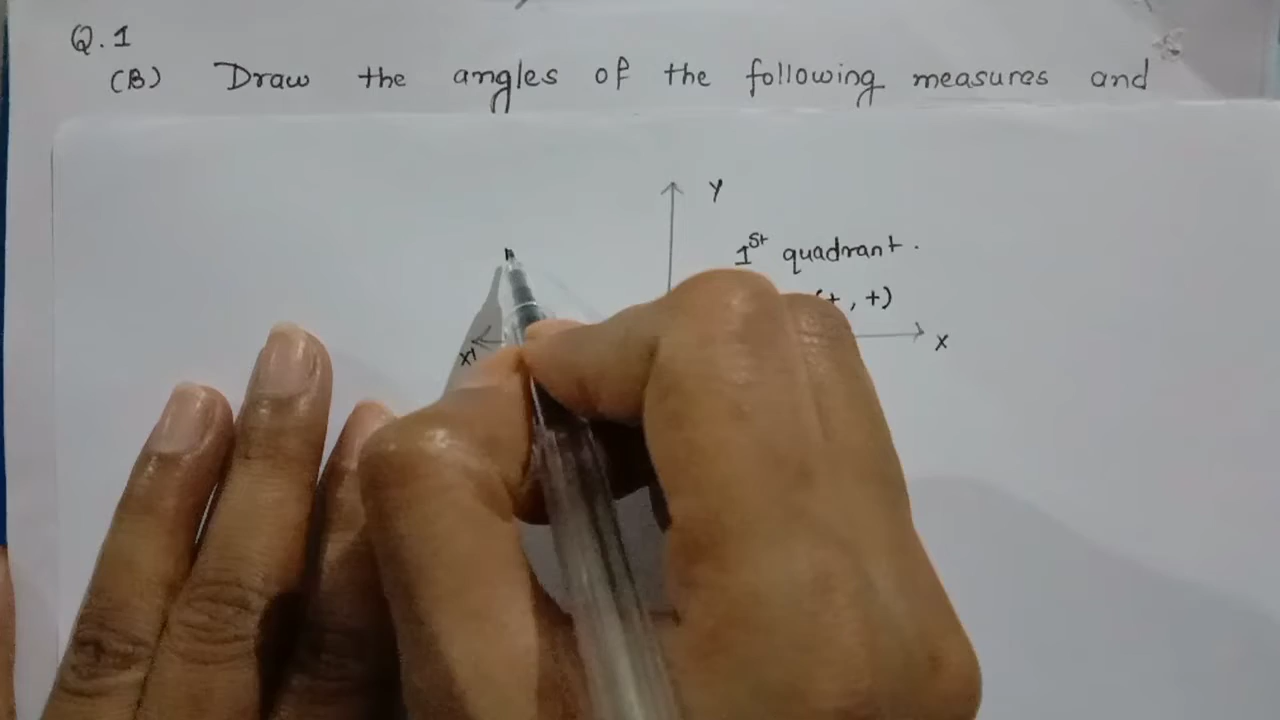 Q.1
(B) Draw the angles of the following measures and
Y
1st quadrant.
(+, +)
X' X